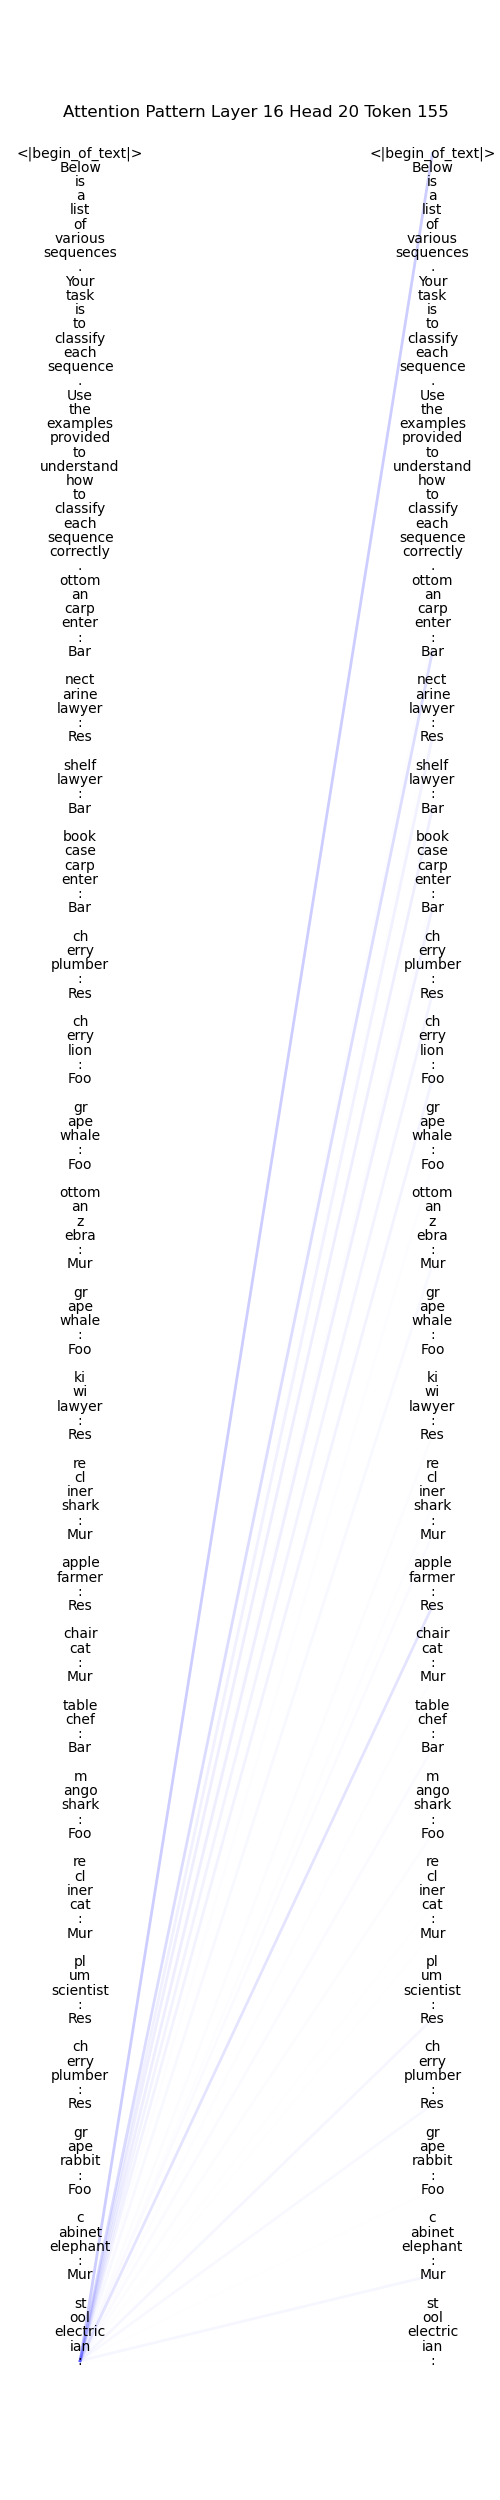 Attention Pattern Layer 16 Head 20 Token 155
<|begin_of_text|> <|begin_of_text|>
Below Below
is is
a a
list list
of of
various various
sequences sequences
. .
Your Your
task task
is is
to to
classify classify
each each
sequence sequence
. .
Use Use
the the
examples examples
provided provided
to to
understand understand
how how
to to
classify classify
each each
sequence sequence
correctly correctly
. .
ottom ottom
an an
carp carp
enter enter
: :
Bar Bar
nect nect
arine arine
lawyer lawyer
: :
Res Res
shelf shelf
lawyer lawyer
: :
Bar Bar
book book
case case
carp carp
enter enter
: :
Bar Bar
ch ch
erry erry
plumber plumber
: :
Res Res
ch ch
erry erry
lion lion
: :
Foo Foo
gr gr
ape ape
whale whale
: :
Foo Foo
ottom ottom
an an
z z
ebra ebra
: :
Mur Mur
gr gr
ape ape
whale whale
: :
Foo Foo
ki ki
wi wi
lawyer lawyer
: :
Res Res
re re
cl cl
iner iner
shark shark
: :
Mur Mur
apple apple
farmer farmer
: :
Res Res
chair chair
cat cat
: :
Mur Mur
table table
chef chef
: :
Bar Bar
m m
ango ango
shark shark
: :
Foo Foo
re re
cl cl
iner iner
cat cat
: :
Mur Mur
pl pl
um um
scientist scientist
: :
Res Res
ch ch
erry erry
plumber plumber
: :
Res Res
gr gr
ape ape
rabbit rabbit
: :
Foo Foo
c c
abinet abinet
elephant elephant
: :
Mur Mur
st st
ool ool
electric electric
ian ian
: :